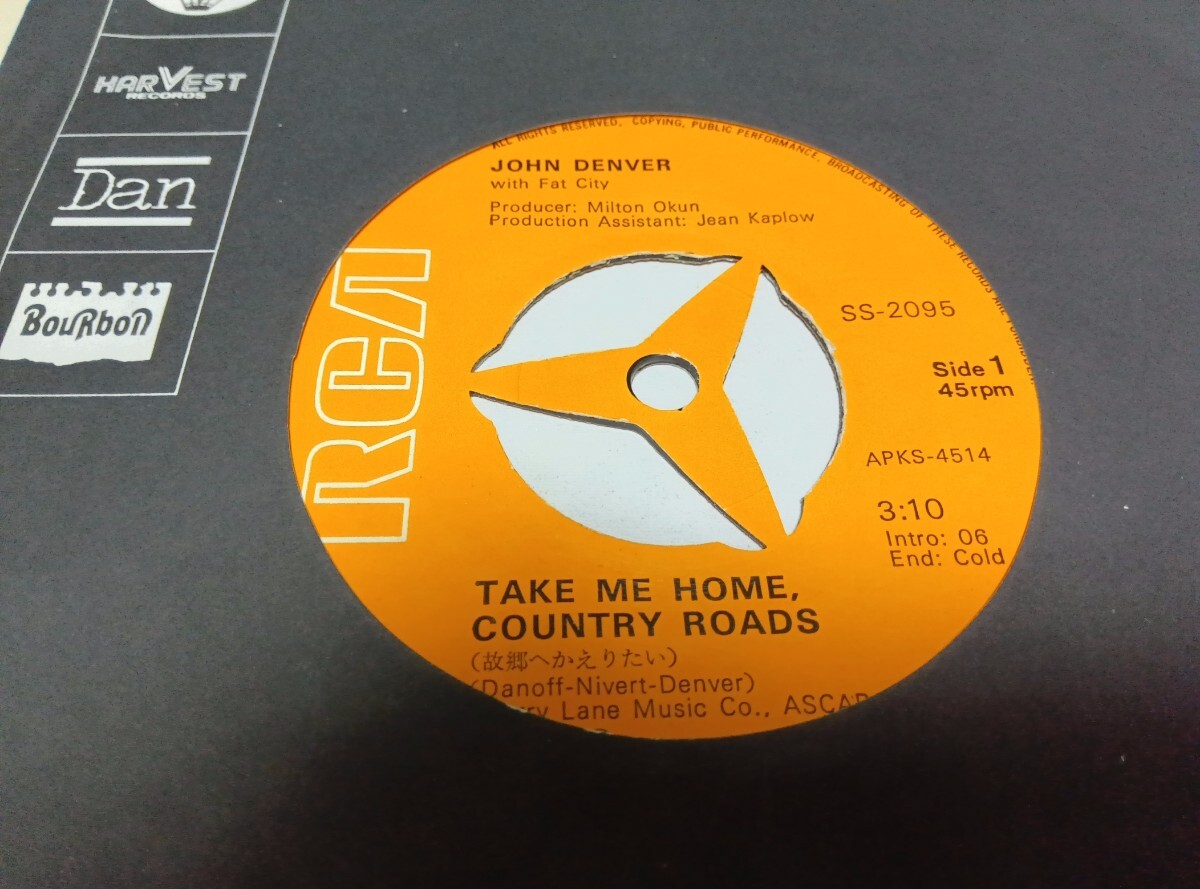 HARVEST
RECORDS
Dan
BouRbon
ALL RIGHTS RESERVED. COPYING, PUBLIC PERFORMANCE, BROADCASTING OF THESE RECORDS ARE
JOHN DENVER
with Fat City
Producer: Milton Okun
Production Assistant: Jean Kaplow
RCA
SS-2095
Side 1
45rpm
APKS-4514
3:10
Intro: 06
End: Cold
TAKE ME HOME,
COUNTRY ROADS
(故郷へかえりたい)
(Danoff-Nivert-Denver)
Lane Music Co., ASCAP